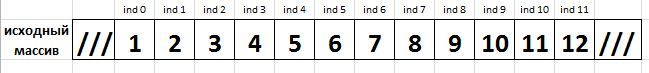 ind 0 ind 1 ind 2 ind 3 ind 4 ind 5 ind 6 ind 7 ind 8 ind 9 ind 10 ind 11
исходный массив /// 1 2 3 4 5 6 7 8 9 10 11 12 ///